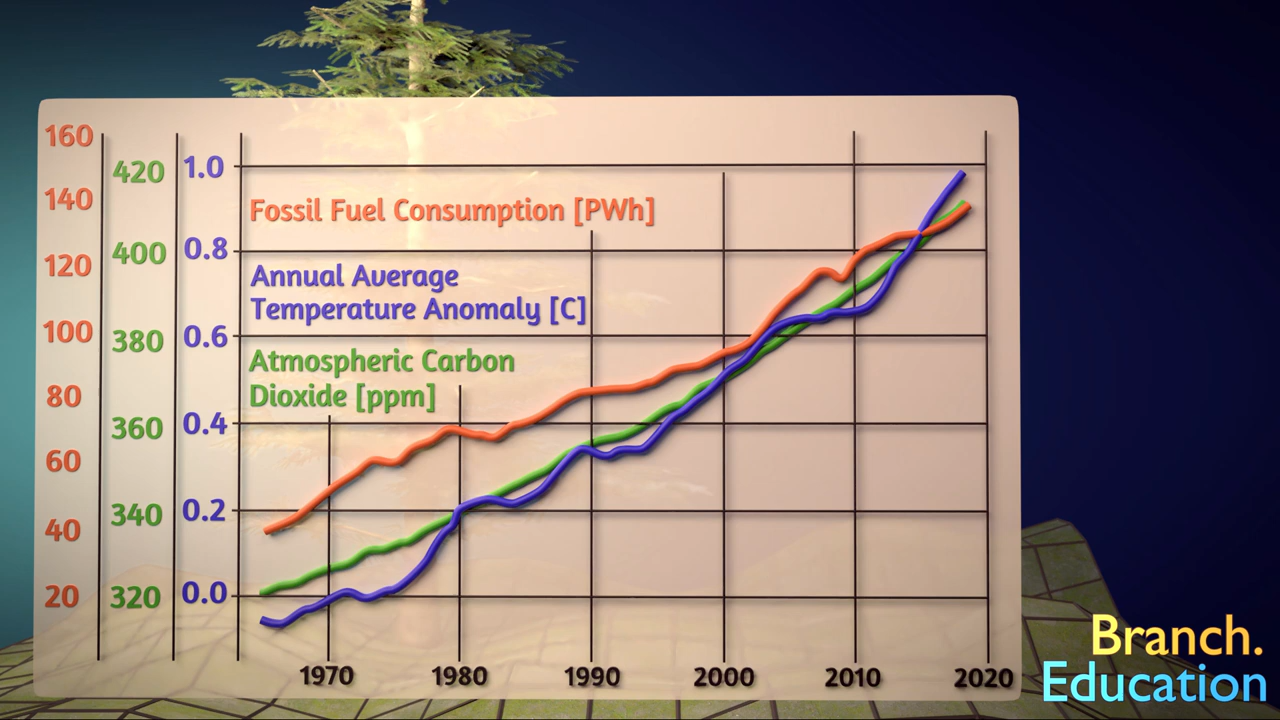 160
140
120
100
80
60
40
20
420
400
380
360
340
320
1.0
0.8
0.6
0.4
0.2
0.0
Fossil Fuel Consumption [PWh]
Annual Average
Temperature Anomaly [C]
Atmospheric Carbon
Dioxide [ppm]
1970 1980 1990 2000 2010 2020
Branch.
Education